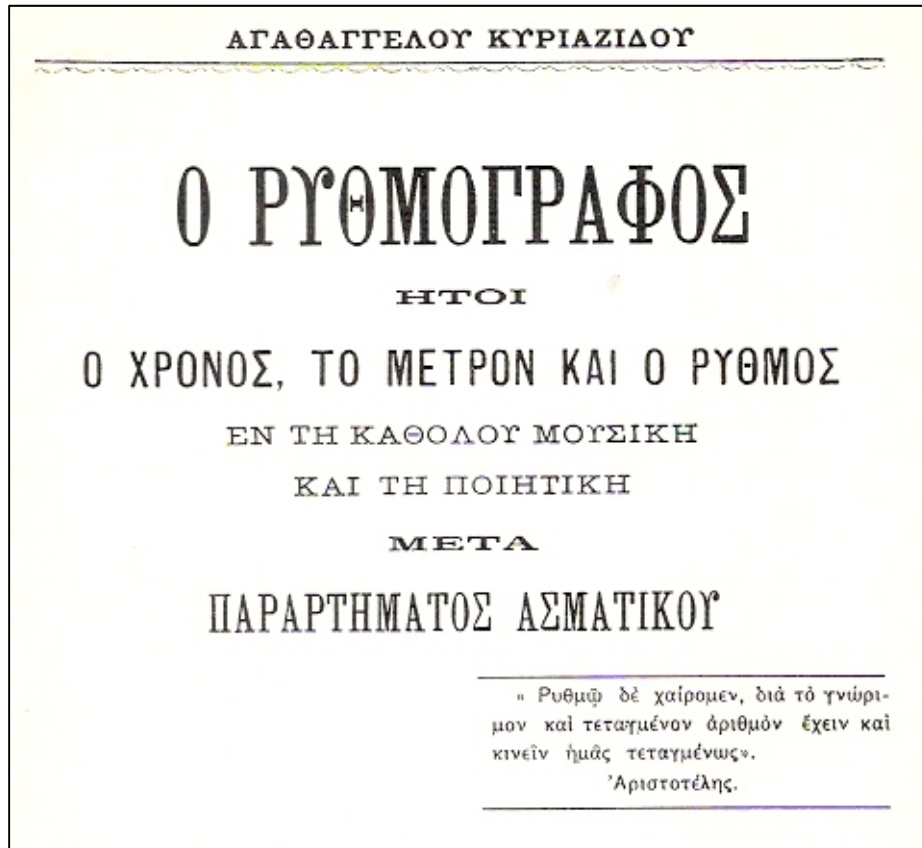 ΑΓΑΘΑΓΓΕΛΟΥ ΚΥΡΙΑΖΙΔΟΥ
Ο ΡΥΘΜΟΓΡΑΦΟΣ
ΗΤΟΙ
Ο ΧΡΟΝΟΣ, ΤΟ ΜΕΤΡΟΝ ΚΑΙ Ο ΡΥΘΜΟΣ
ΕΝ ΤΗ ΚΑΘΟΛΟΥ ΜΟΥΣΙΚΗ
ΚΑΙ ΤΗ ΠΟΙΗΤΙΚΗ
ΜΕΤΑ
ΠΑΡΑΡΤΗΜΑΤΟΣ ΑΣΜΑΤΙΚΟΥ
« Ρυθμῷ δὲ χαίρομεν, διὰ τὸ γνώρι-
μον καὶ τεταγμένον ἀριθμὸν ἔχειν καὶ
κινεῖν ἡμᾶς τεταγμένως».
Ἀριστοτέλης.